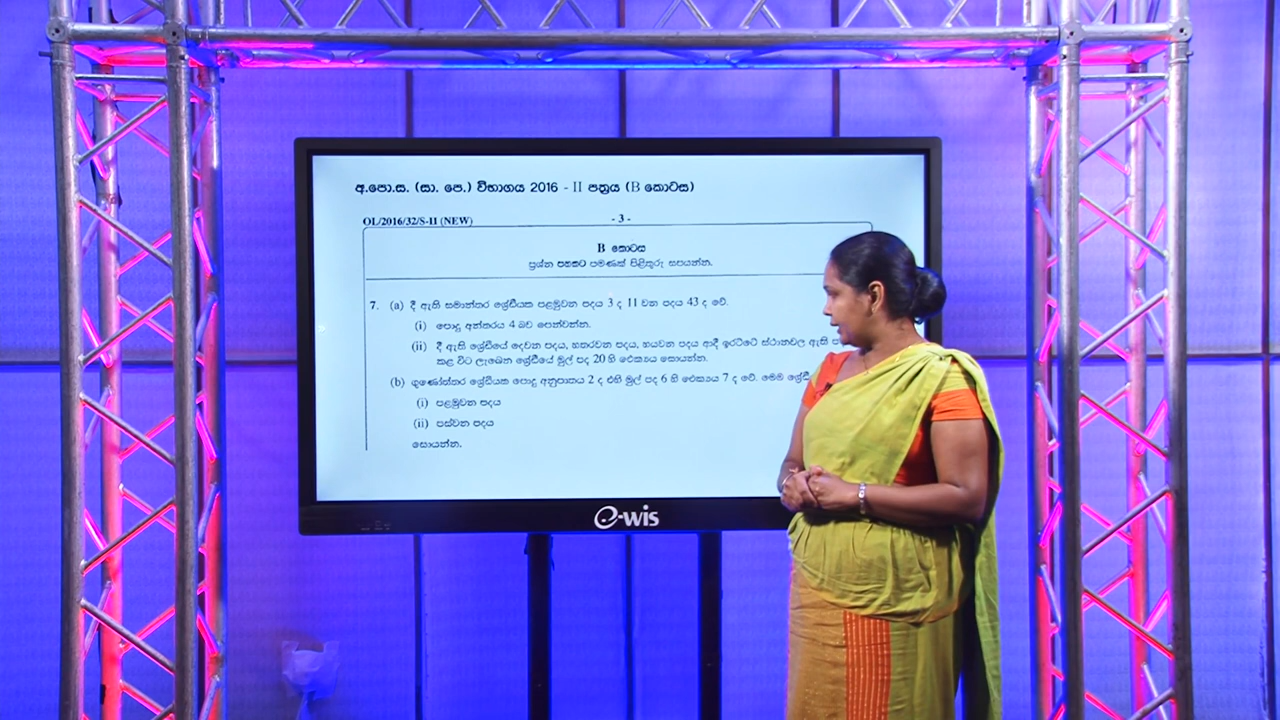 අ.පො.ස. (සා. පෙ.) විභාගය 2016 - II පත්‍රය (B කොටස)
OL/2016/32/S-II (NEW) - 3 -
B කොටස
ප්‍රශ්න පහකට පමණක් පිළිතුරු සපයන්න.
7. (a) දී ඇති සමාන්තර ශ්‍රේඪියක පළමුවන පදය 3 ද 11 වන පදය 43 ද වේ.
(i) පොදු අන්තරය 4 බව පෙන්වන්න.
(ii) දී ඇති ශ්‍රේඪියේ දෙවන පදය, හතරවන පදය, හයවන පදය ආදී ඉරට්ටේ ස්ථානවල ඇති
කළ විට ලැබෙන ශ්‍රේඪියේ මුල් පද 20 හි ඓක්‍යය සොයන්න.
(b) ගුණෝත්තර ශ්‍රේඪියක පොදු අනුපාතය 2 ද එහි මුල් පද 6 හි ඓක්‍යය 7 ද වේ. මෙම
(i) පළමුවන පදය
(ii) පස්වන පදය
සොයන්න.
e-wis